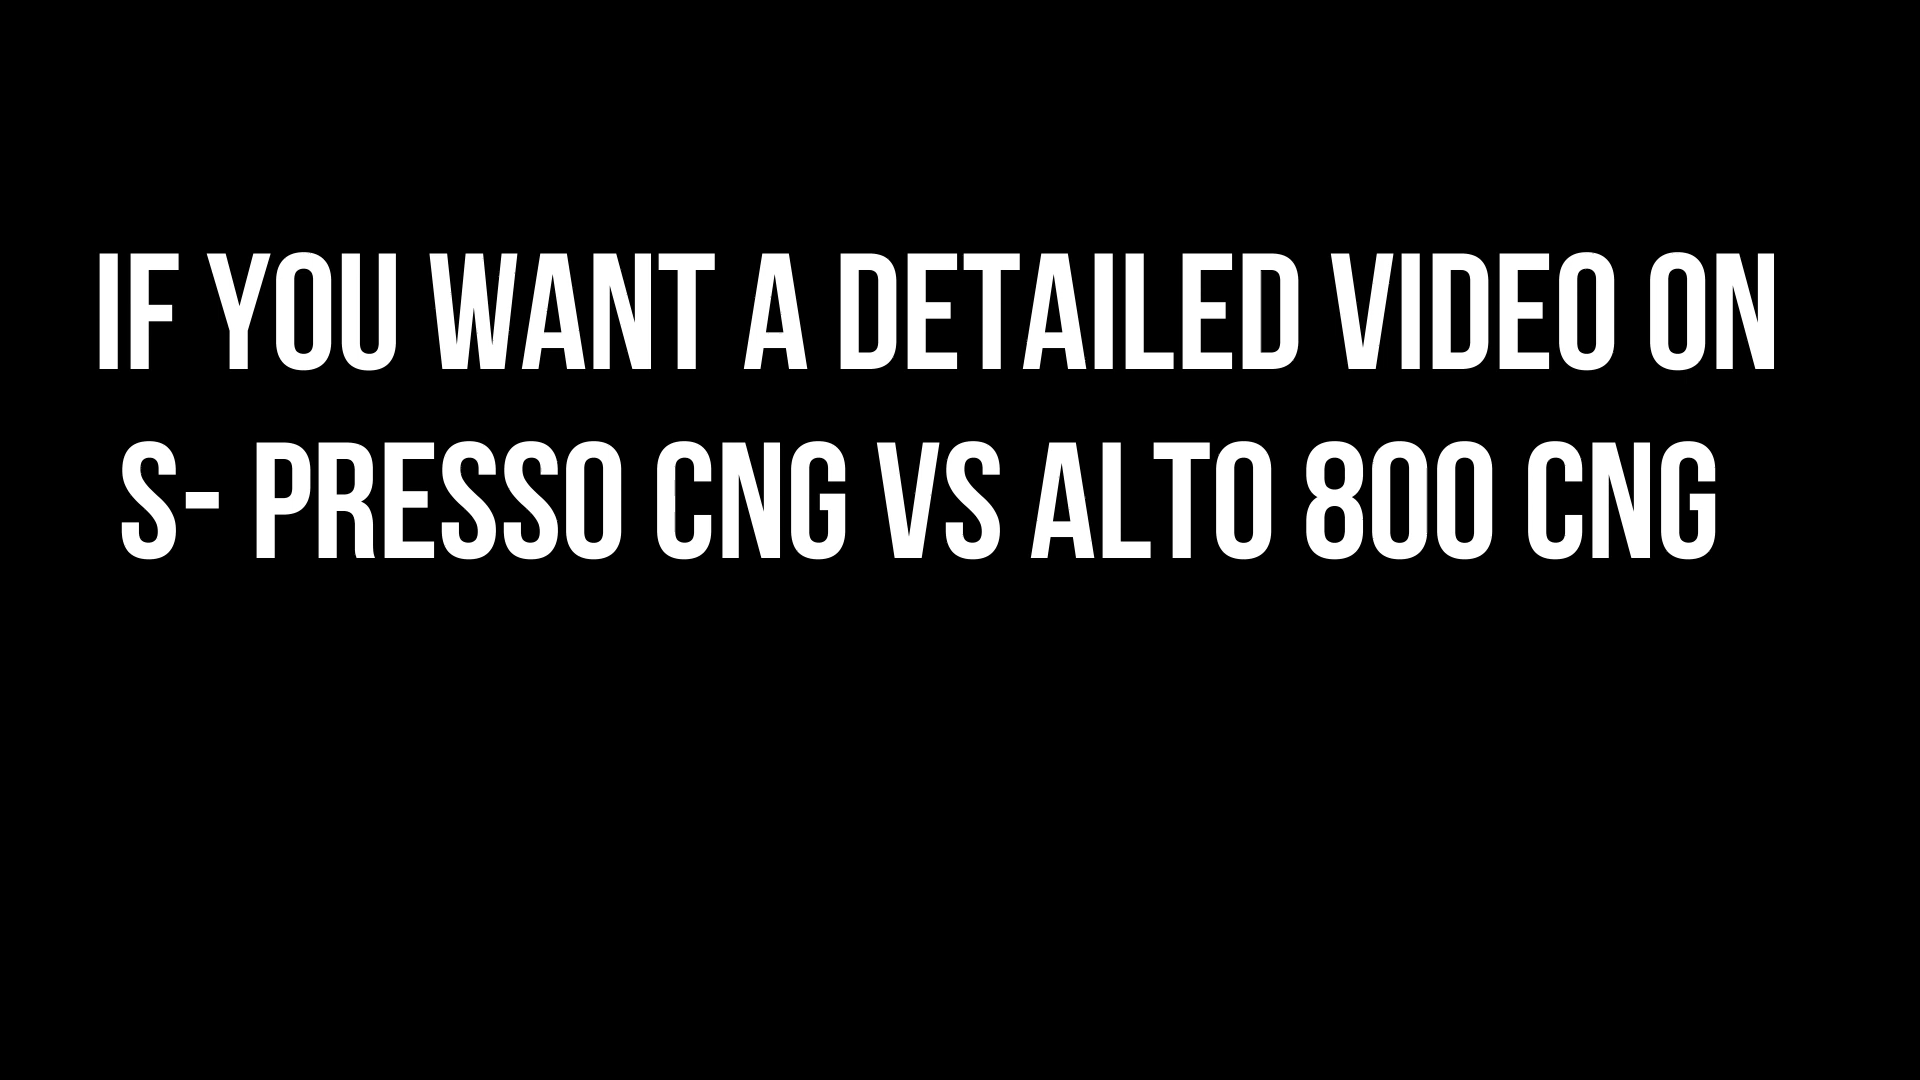 IF YOU WANT A DETAILED VIDEO ON
S- PRESSO CNG VS ALTO 800 CNG